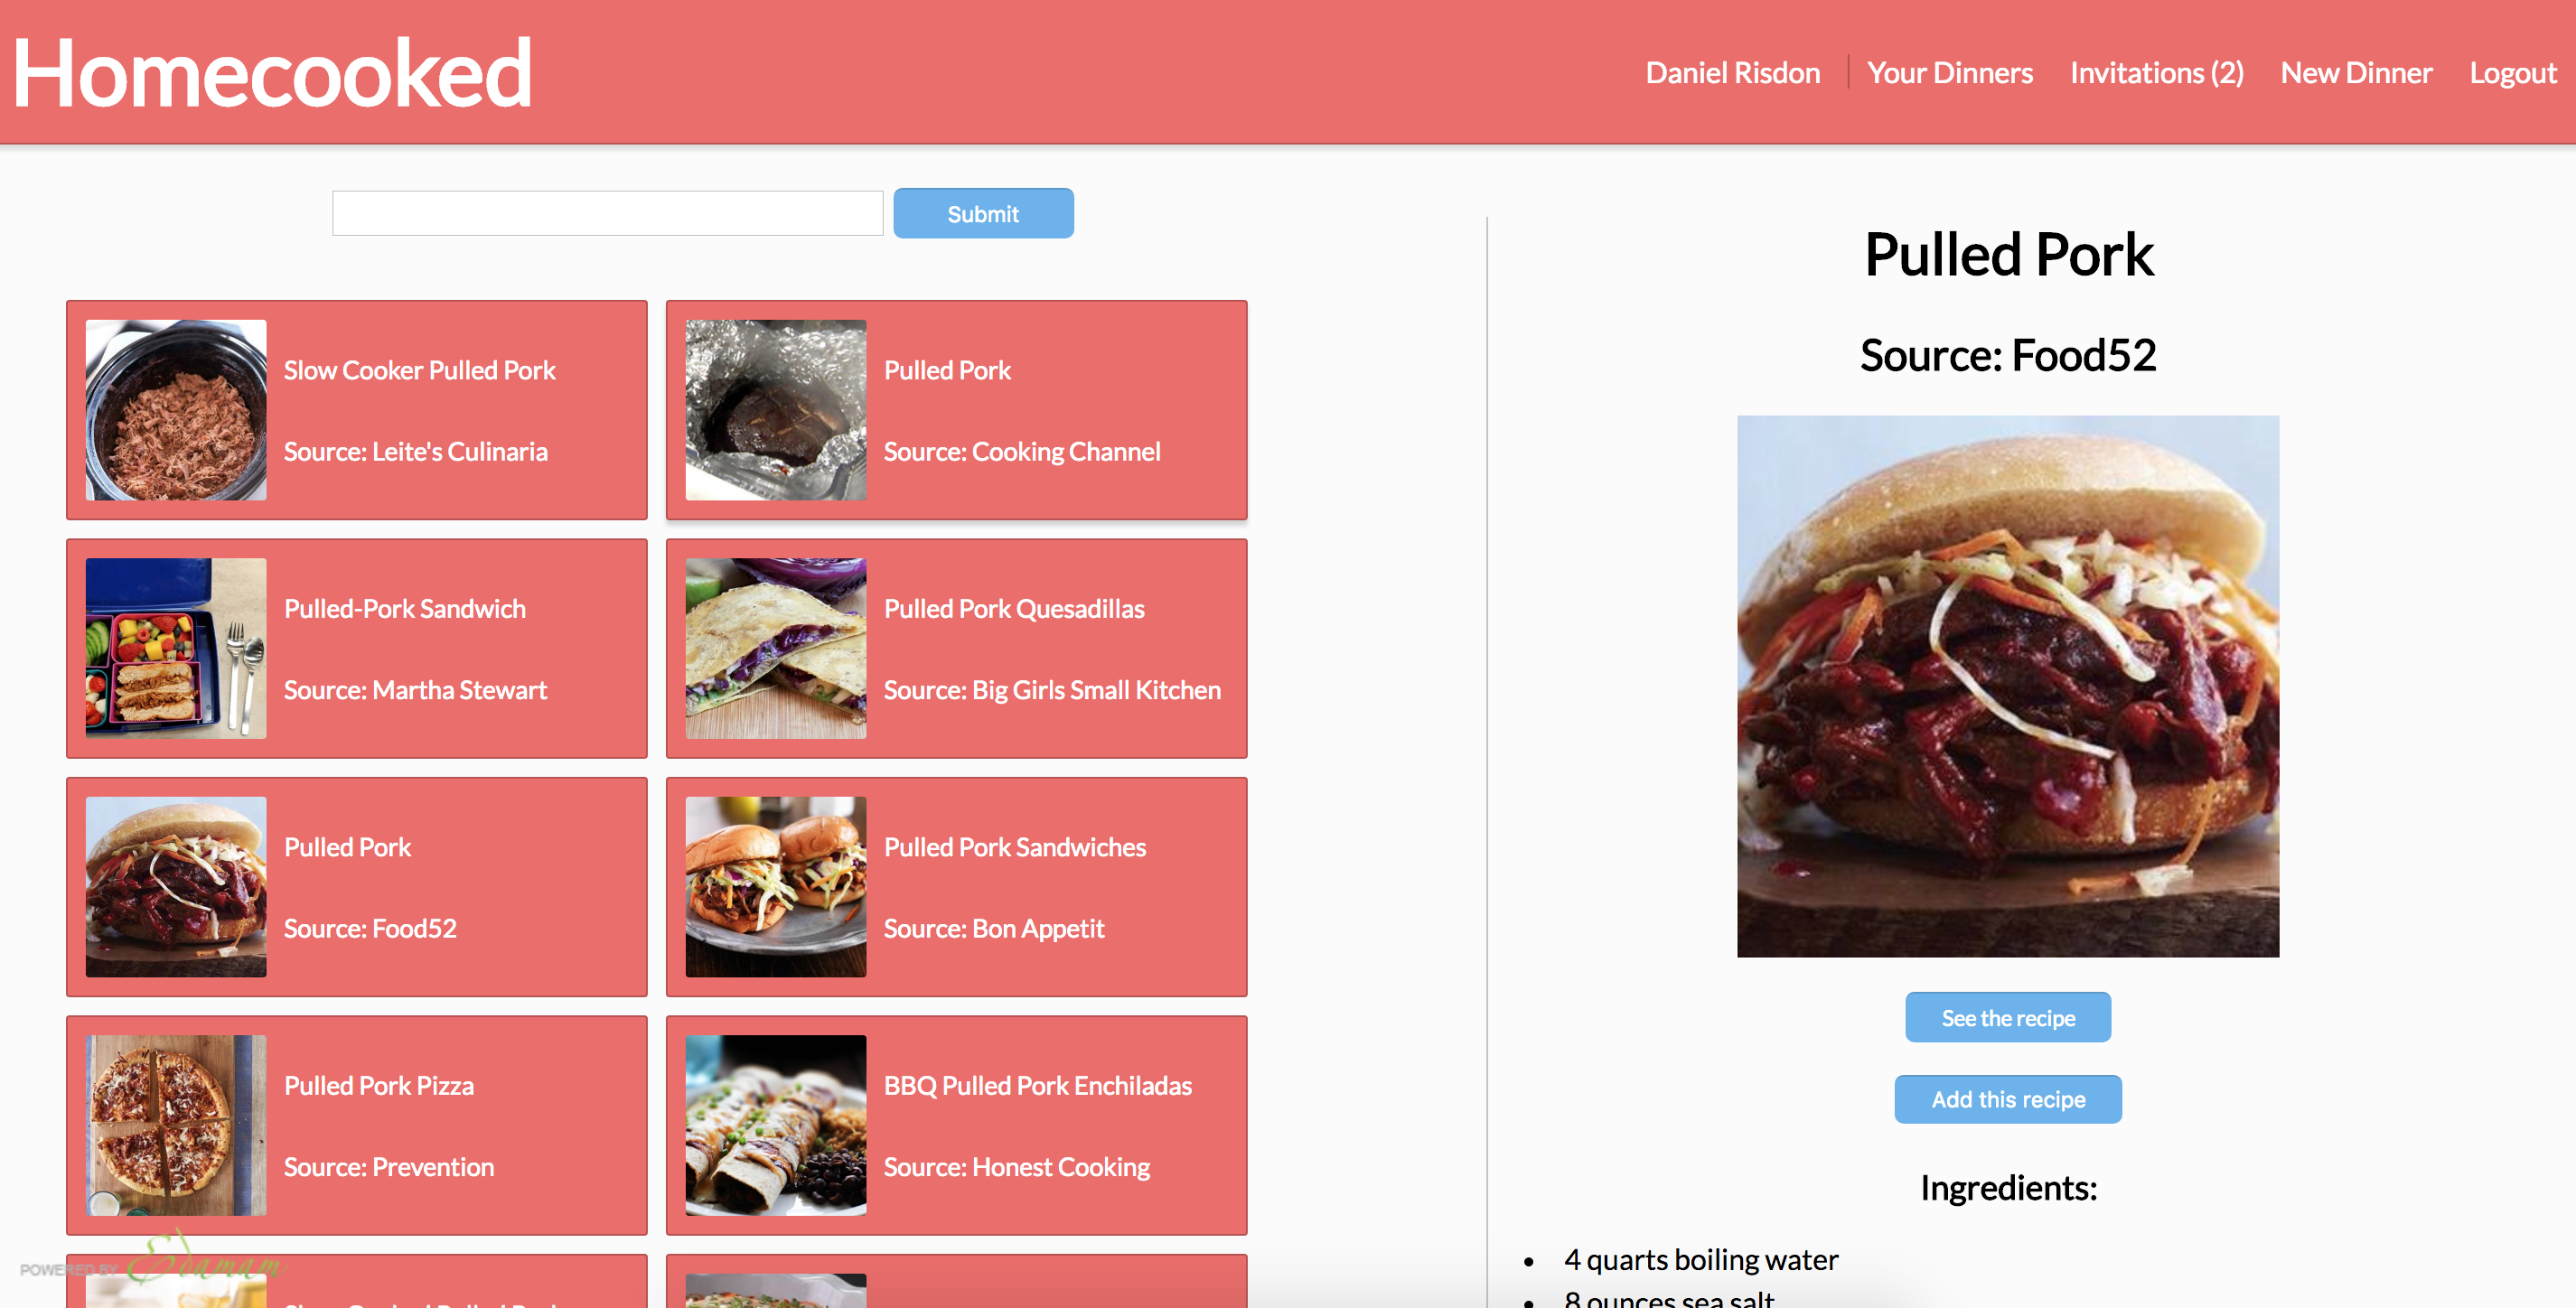 Homecooked
Daniel Risdon
Your Dinners
Invitations (2)
New Dinner
Logout
Submit
Slow Cooker Pulled Pork
Source: Leite's Culinaria
Pulled Pork
Source: Cooking Channel
Pulled-Pork Sandwich
Source: Martha Stewart
Pulled Pork Quesadillas
Source: Big Girls Small Kitchen
Pulled Pork
Source: Food52
Pulled Pork Sandwiches
Source: Bon Appetit
Pulled Pork Pizza
Source: Prevention
BBQ Pulled Pork Enchiladas
Source: Honest Cooking
POWERED BY Edamam
Pulled Pork
Source: Food52
See the recipe
Add this recipe
Ingredients:
• 4 quarts boiling water
• 8 ounces sea salt